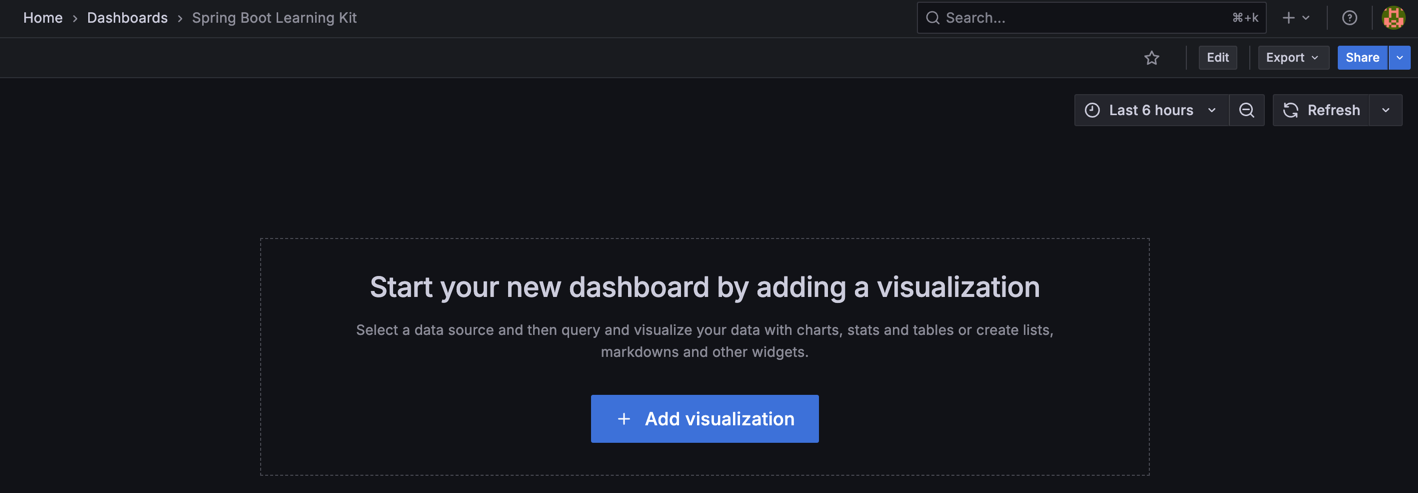 Home > Dashboards > Spring Boot Learning Kit
Search... ⌘+k
Edit Export Share
Last 6 hours Refresh
Start your new dashboard by adding a visualization
Select a data source and then query and visualize your data with charts, stats and tables or create lists,
markdowns and other widgets.
+ Add visualization